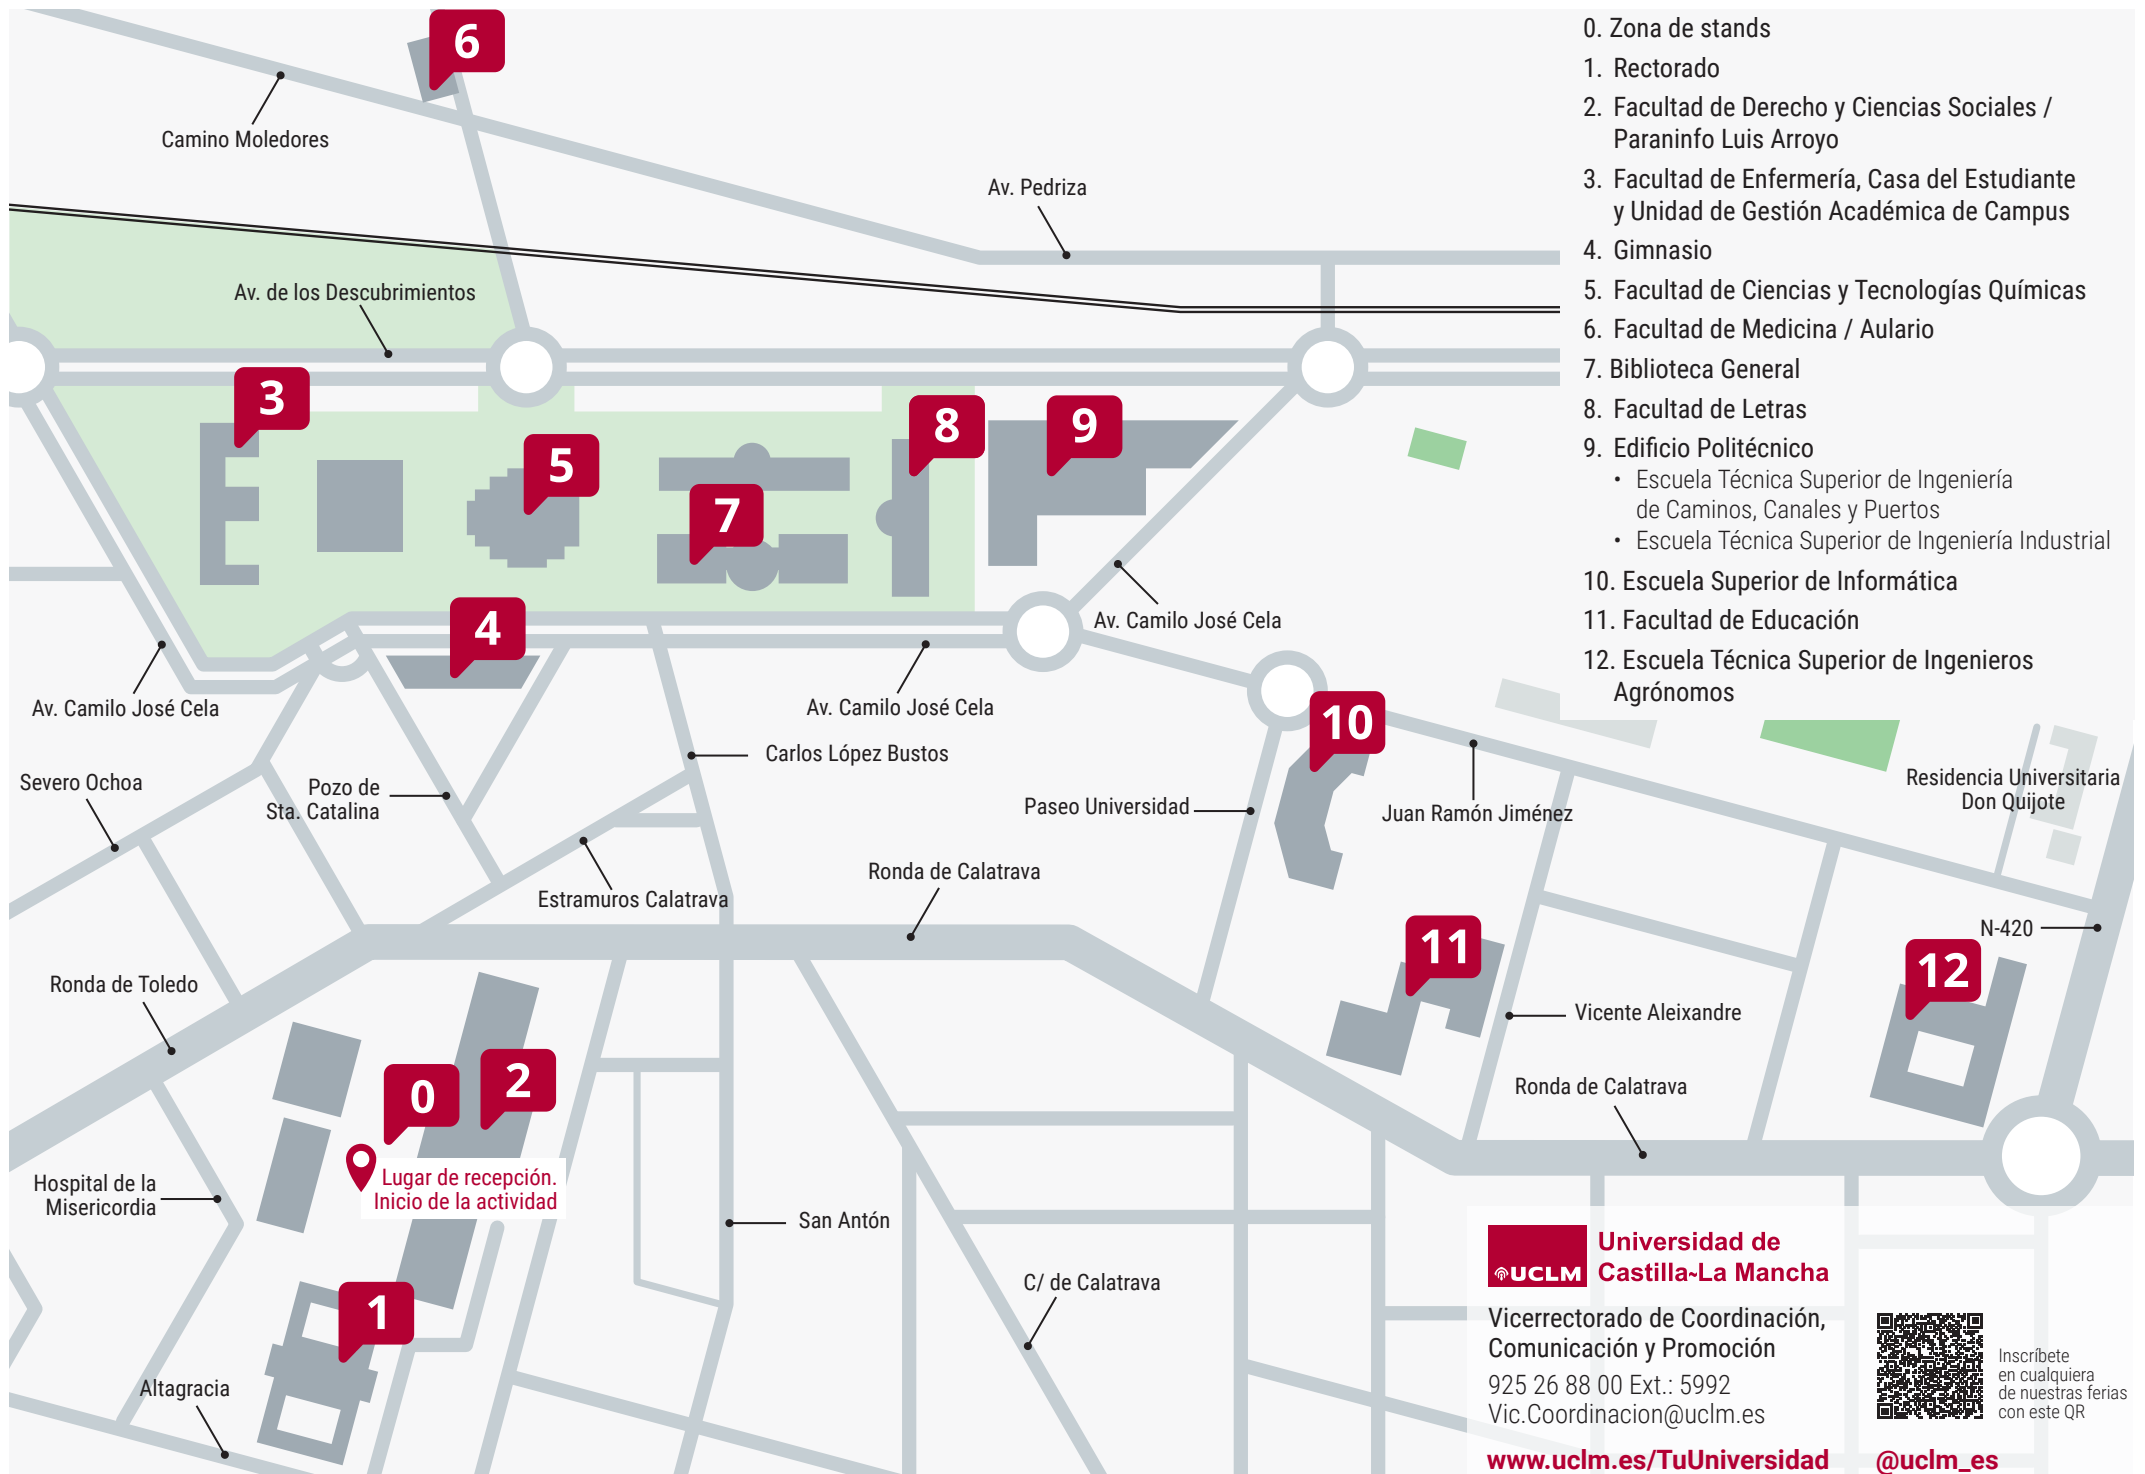 6
Camino Moledores
Av. Pedriza
Av. de los Descubrimientos
3
5
7
8
9
4
Av. Camilo José Cela
Av. Camilo José Cela
Av. Camilo José Cela
10
Carlos López Bustos
Severo Ochoa
Pozo de
Sta. Catalina
Paseo Universidad
Juan Ramón Jiménez
Residencia Universitaria
Don Quijote
Estramuros Calatrava
Ronda de Calatrava
N-420
11
12
Ronda de Toledo
Vicente Aleixandre
Ronda de Calatrava
0
2
Lugar de recepción.
Inicio de la actividad
Hospital de la
Misericordia
San Antón
C/ de Calatrava
1
Altagracia
0. Zona de stands
1. Rectorado
2. Facultad de Derecho y Ciencias Sociales /
Paraninfo Luis Arroyo
3. Facultad de Enfermería, Casa del Estudiante
y Unidad de Gestión Académica de Campus
4. Gimnasio
5. Facultad de Ciencias y Tecnologías Químicas
6. Facultad de Medicina / Aulario
7. Biblioteca General
8. Facultad de Letras
9. Edificio Politécnico
• Escuela Técnica Superior de Ingeniería
de Caminos, Canales y Puertos
• Escuela Técnica Superior de Ingeniería Industrial
10. Escuela Superior de Informática
11. Facultad de Educación
12. Escuela Técnica Superior de Ingenieros
Agrónomos
UCLM
Universidad de
Castilla~La Mancha
Vicerrectorado de Coordinación,
Comunicación y Promoción
925 26 88 00 Ext.: 5992
Vic.Coordinacion@uclm.es
www.uclm.es/TuUniversidad
Inscríbete
en cualquiera
de nuestras ferias
con este QR
@uclm_es